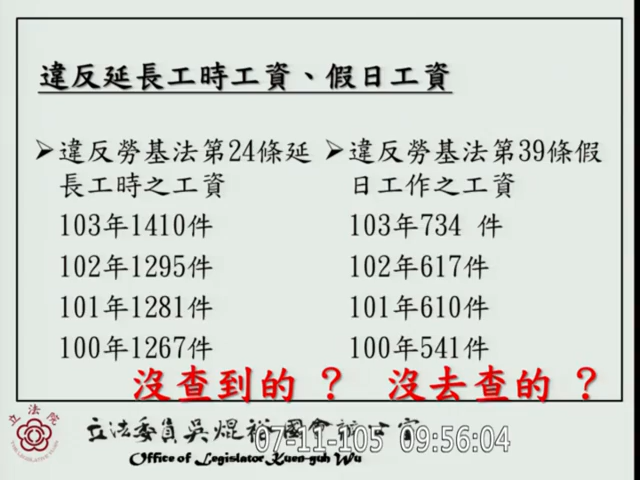 違反延長工時工資、假日工資
➢違反勞基法第24條延
長工時之工資
103年1410件
102年1295件
101年1281件
100年1267件
➢違反勞基法第39條假
日工作之工資
103年734 件
102年617件
101年610件
100年541件
沒查到的？ 沒去查的？
立法院
立法委員吳焜裕國會辦公室
07-11-105 09:56:04
Office of Legislator Kuen-yuh Wu